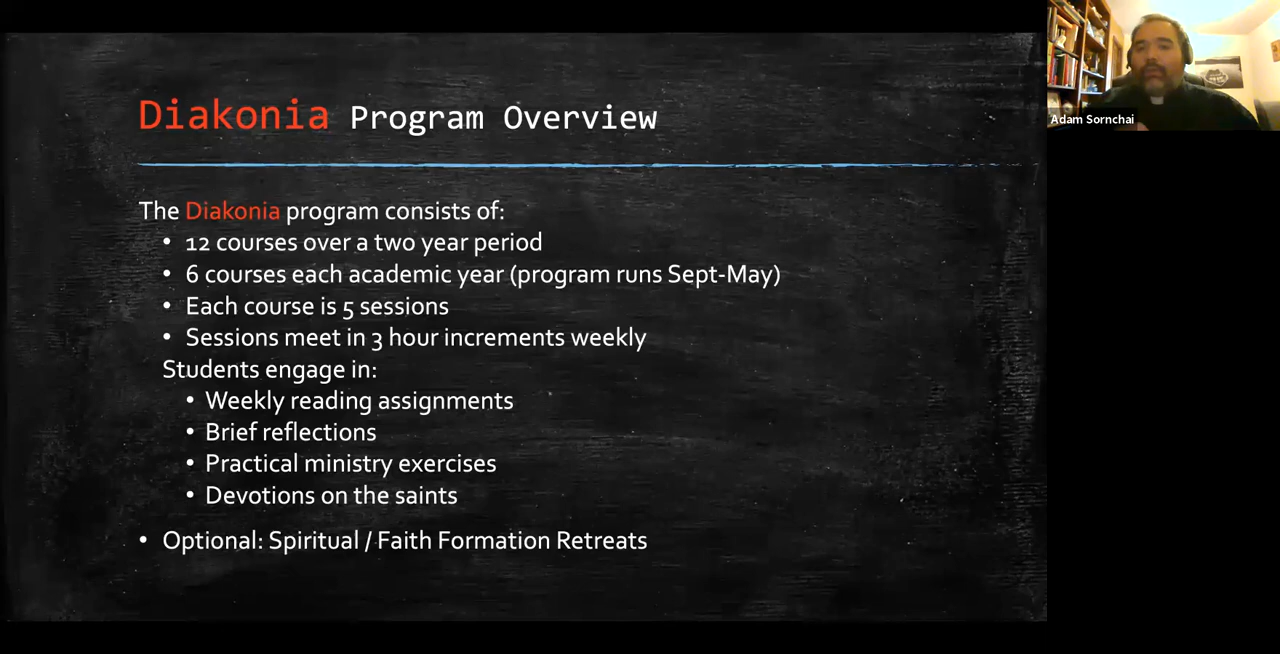 Diakonia Program Overview
The Diakonia program consists of:
• 12 courses over a two year period
• 6 courses each academic year (program runs Sept-May)
• Each course is 5 sessions
• Sessions meet in 3 hour increments weekly
Students engage in:
• Weekly reading assignments
• Brief reflections
• Practical ministry exercises
• Devotions on the saints
• Optional: Spiritual / Faith Formation Retreats
Adam Sornchai